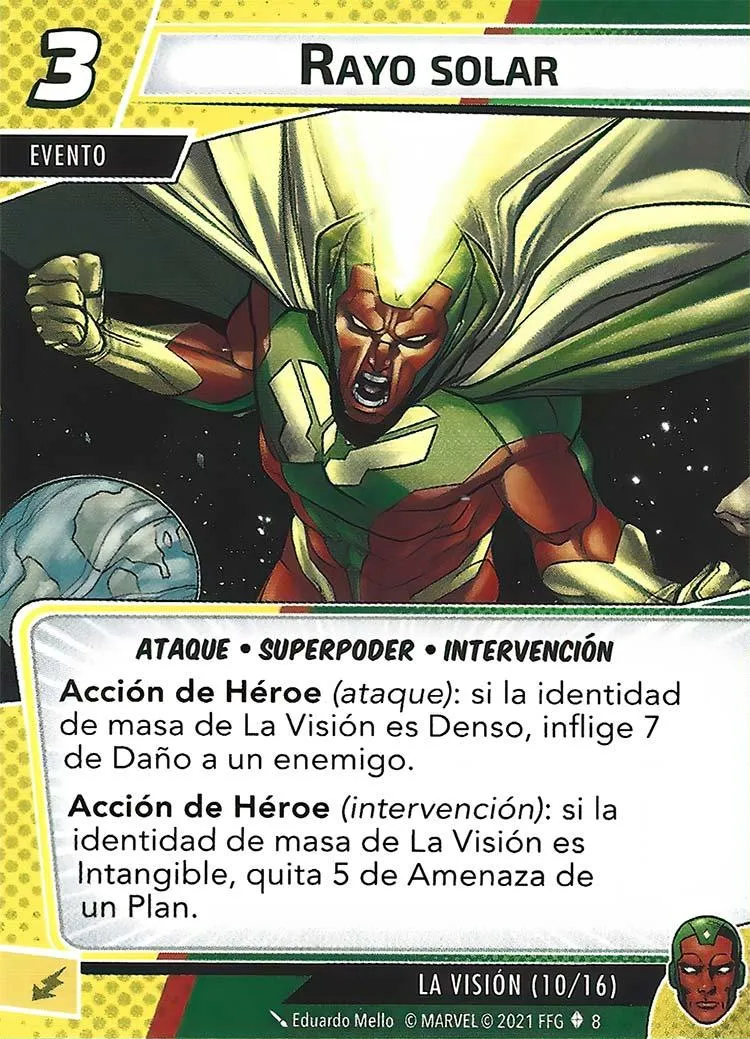 3
RAYO SOLAR
EVENTO
ATAQUE • SUPERPODER • INTERVENCIÓN
Acción de Héroe (ataque): si la identidad
de masa de La Visión es Denso, inflige 7
de Daño a un enemigo.
Acción de Héroe (intervención): si la
identidad de masa de La Visión es
Intangible, quita 5 de Amenaza de
un Plan.
LA VISIÓN (10/16)
Eduardo Mello © MARVEL © 2021 FFG 8